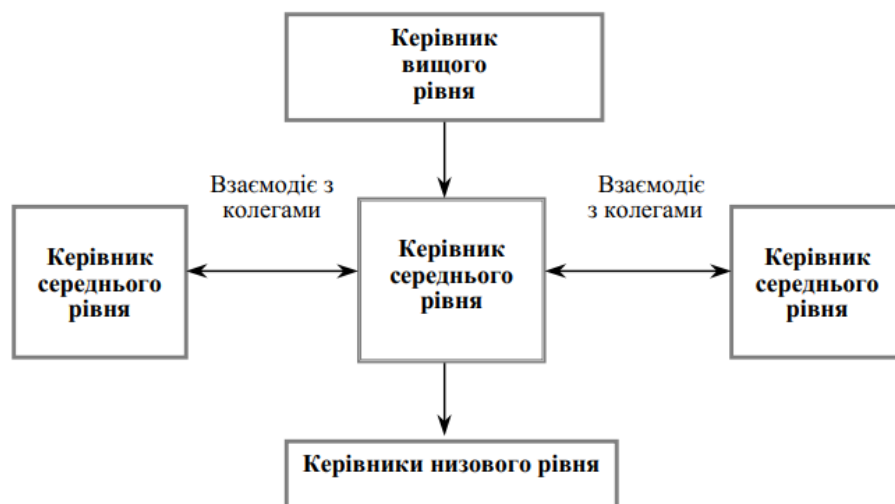 Керівник
вищого
рівня
Взаємодіє з
колегами
Взаємодіє
з колегами
Керівник
середнього
рівня
Керівник
середнього
рівня
Керівник
середнього
рівня
Керівники низового рівня